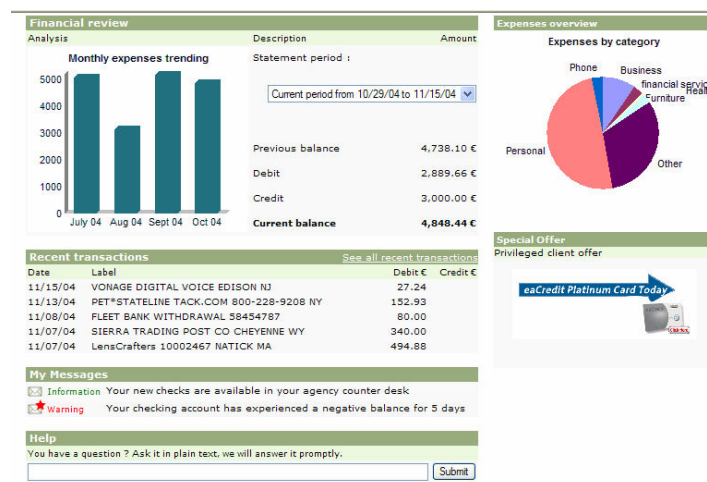 Financial review
Analysis Description Amount
Monthly expenses trending
5000
4000
3000
2000
1000
0
July 04 Aug 04 Sept 04 Oct 04
Statement period :
Current period from 10/29/04 to 11/15/04
Previous balance 4,738.10 €
Debit 2,889.66 €
Credit 3,000.00 €
Current balance 4,848.44 €
Expenses overview
Expenses by category
Phone
Business
financial servic
Healt
Furniture
Personal
Other
Recent transactions See all recent transactions
Date Label Debit € Credit €
11/15/04 VONAGE DIGITAL VOICE EDISON NJ 27.24
11/13/04 PET*STATELINE TACK.COM 800-228-9208 NY 152.93
11/08/04 FLEET BANK WITHDRAWAL 58454787 80.00
11/07/04 SIERRA TRADING POST CO CHEYENNE WY 340.00
11/07/04 LensCrafters 10002467 NATICK MA 494.88
Special Offer
Privileged client offer
eaCredit Platinum Card Today
My Messages
Information Your new checks are available in your agency counter desk
Warning Your checking account has experienced a negative balance for 5 days
Help
You have a question ? Ask it in plain text, we will answer it promptly.
Submit